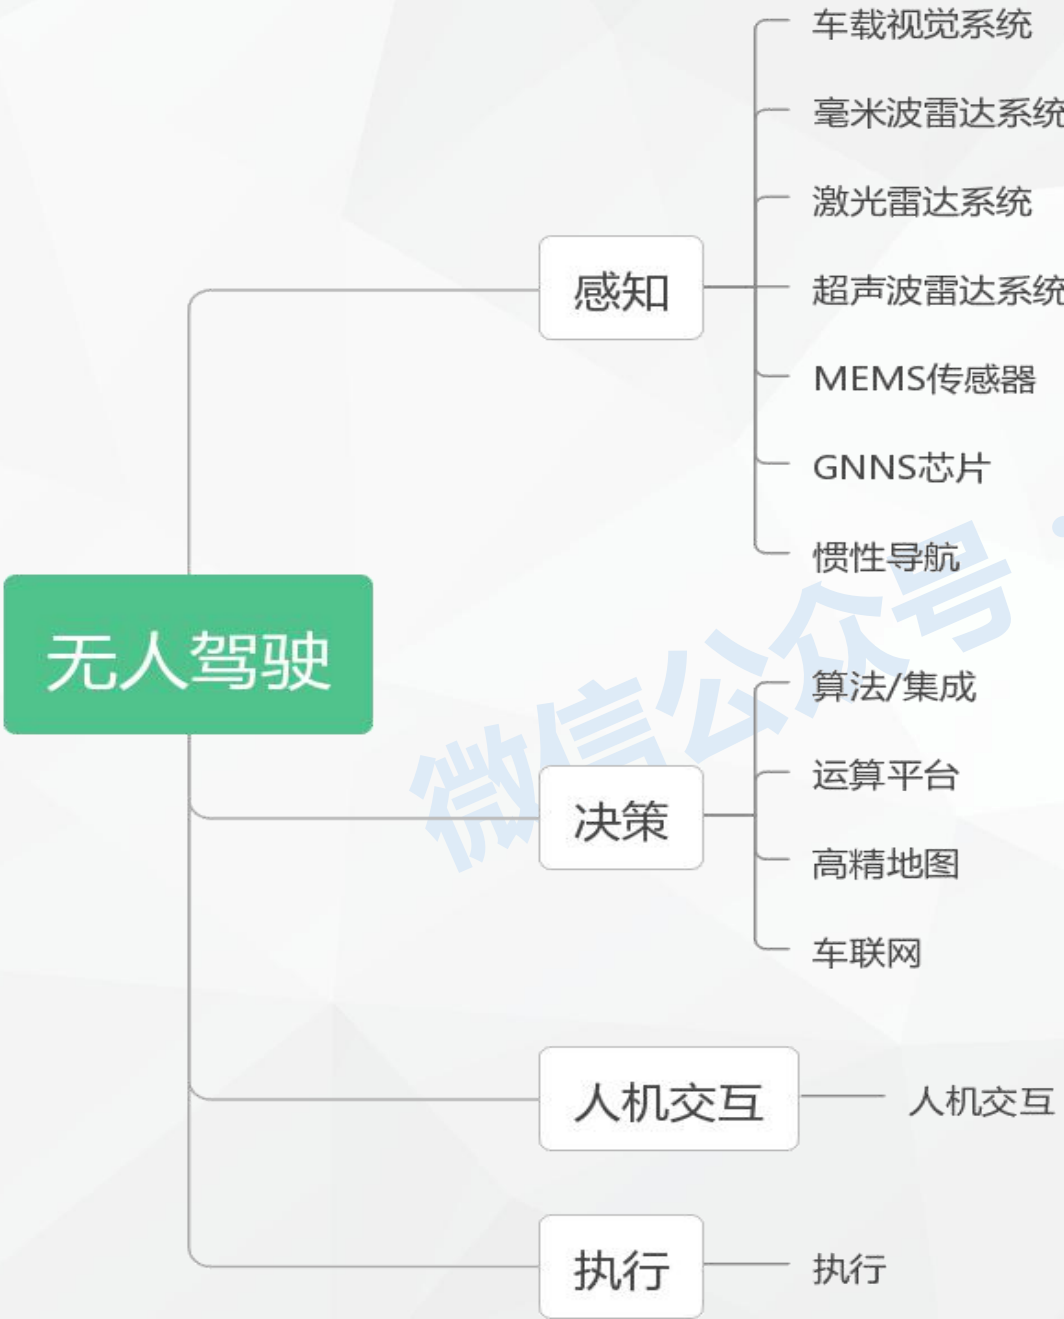 无人驾驶
感知
车载视觉系统
毫米波雷达系统
激光雷达系统
超声波雷达系统
MEMS传感器
GNNS芯片
惯性导航
决策
算法/集成
运算平台
高精地图
车联网
人机交互
人机交互
执行
执行
微信公众号